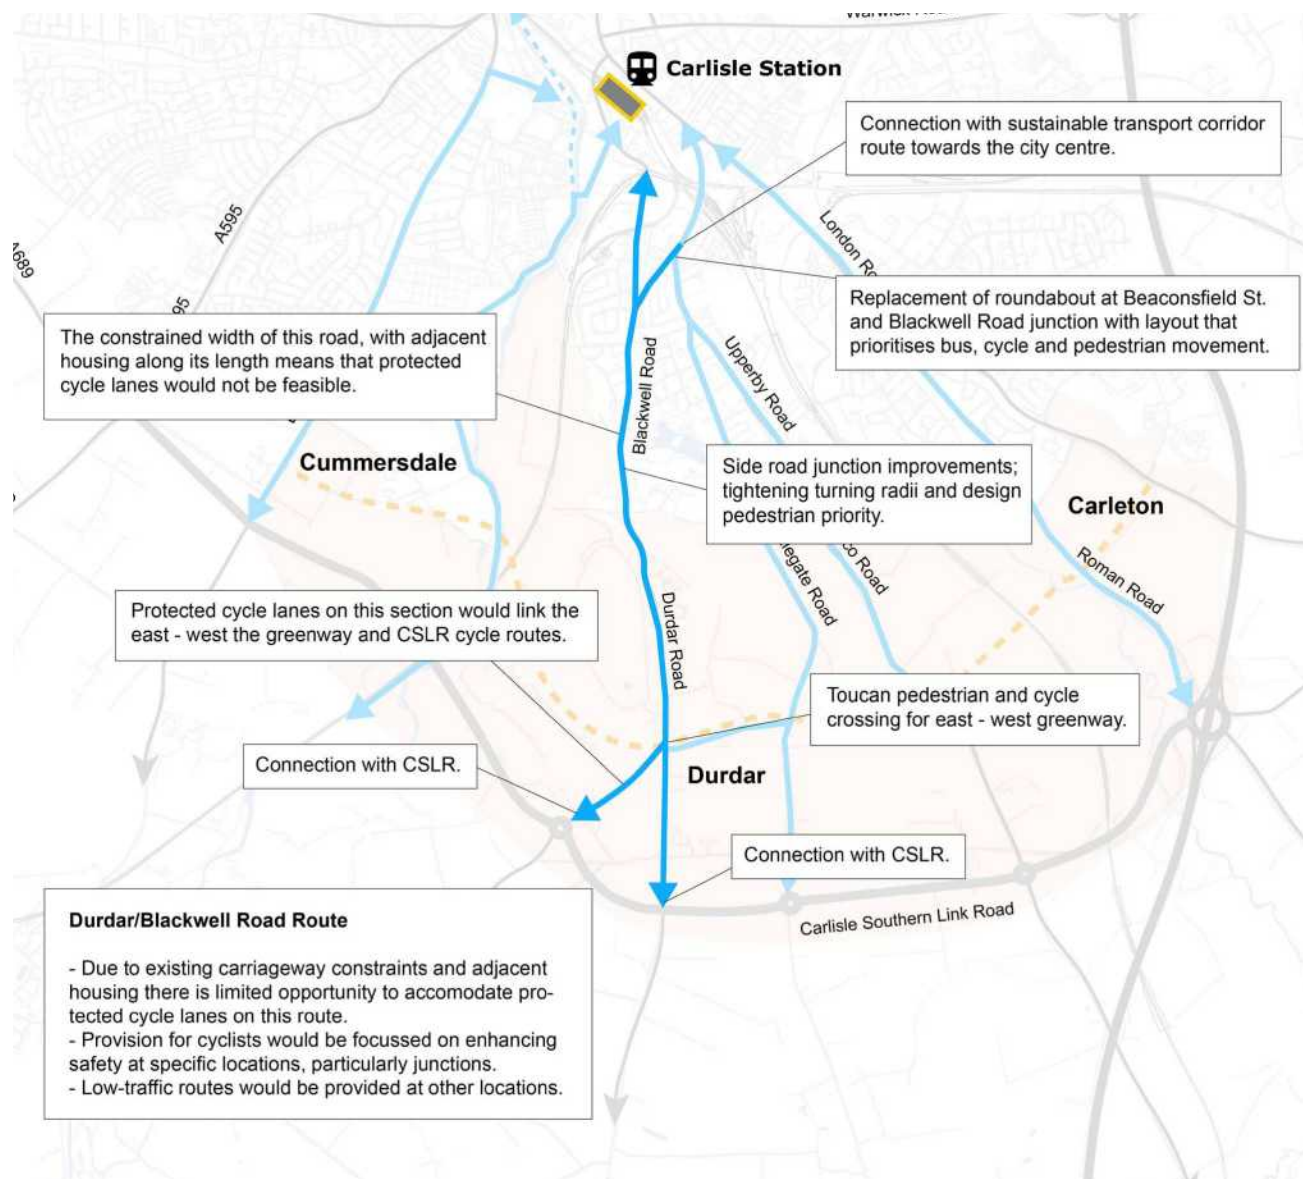 Carlisle Station
Connection with sustainable transport corridor
route towards the city centre.
A595
A689
London
Replacement of roundabout at Beaconsfield St.
and Blackwell Road junction with layout that
prioritises bus, cycle and pedestrian movement.
The constrained width of this road, with adjacent
housing along its length means that protected
cycle lanes would not be feasible.
Blackwell Road
Upperby Road
Cummersdale
Side road junction improvements;
tightening turning radii and design
pedestrian priority.
Carleton
Road
Road
Roman Road
Protected cycle lanes on this section would link the
east - west the greenway and CSLR cycle routes.
Durdar Road
Toucan pedestrian and cycle
crossing for east - west greenway.
Connection with CSLR.
Durdar
Connection with CSLR.
Carlisle Southern Link Road
Durdar/Blackwell Road Route
- Due to existing carriageway constraints and adjacent
housing there is limited opportunity to accomodate pro-
tected cycle lanes on this route.
- Provision for cyclists would be focussed on enhancing
safety at specific locations, particularly junctions.
- Low-traffic routes would be provided at other locations.